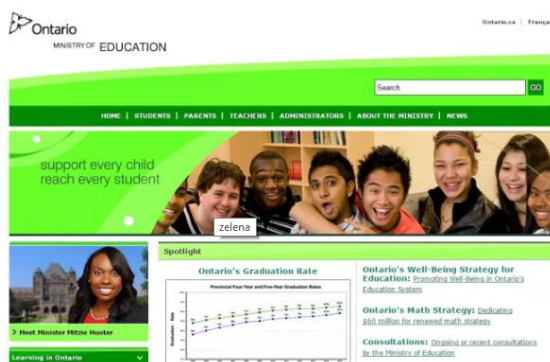 Ontario
MINISTRY OF EDUCATION
Ontario.ca | França
Search GO
HOME | STUDENTS | PARENTS | TEACHERS | ADMINISTRATORS | ABOUT THE MINISTRY | NEWS
support every child
reach every student
zelena
Spotlight
Ontario's Graduation Rate
Provincial Four-Year and Five-Year Graduation Rates
Graduation Rate
Ontario's Well-Being Strategy for
Education: Promoting Well-Being in Ontario's
Education System
Ontario's Math Strategy: Dedicating
$60 million for renewed math strategy
Consultations: Ongoing or recent consultations
by the Ministry of Education
Meet Minister Mitzie Hunter
Learning in Ontario